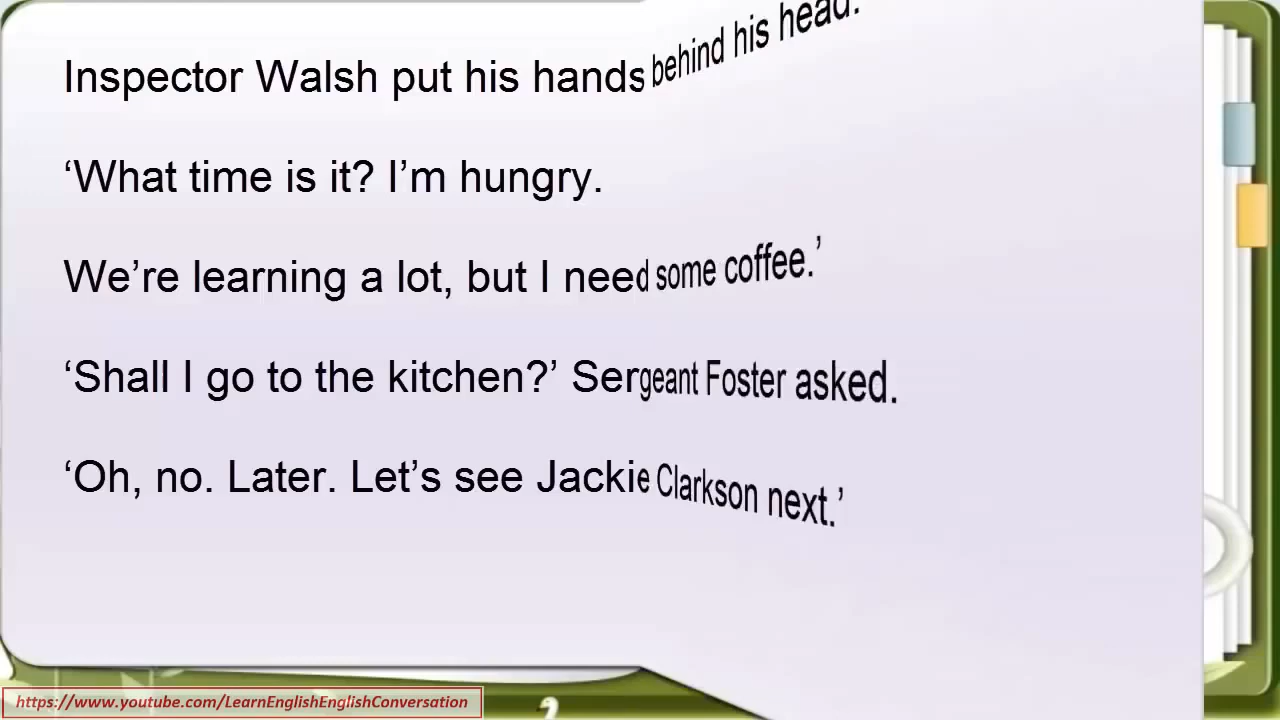 Inspector Walsh put his hands behind his head.
‘What time is it? I’m hungry.
We’re learning a lot, but I need some coffee.’
‘Shall I go to the kitchen?’ Sergeant Foster asked.
‘Oh, no. Later. Let’s see Jackie Clarkson next.’
https://www.youtube.com/LearnEnglishEnglishConversation